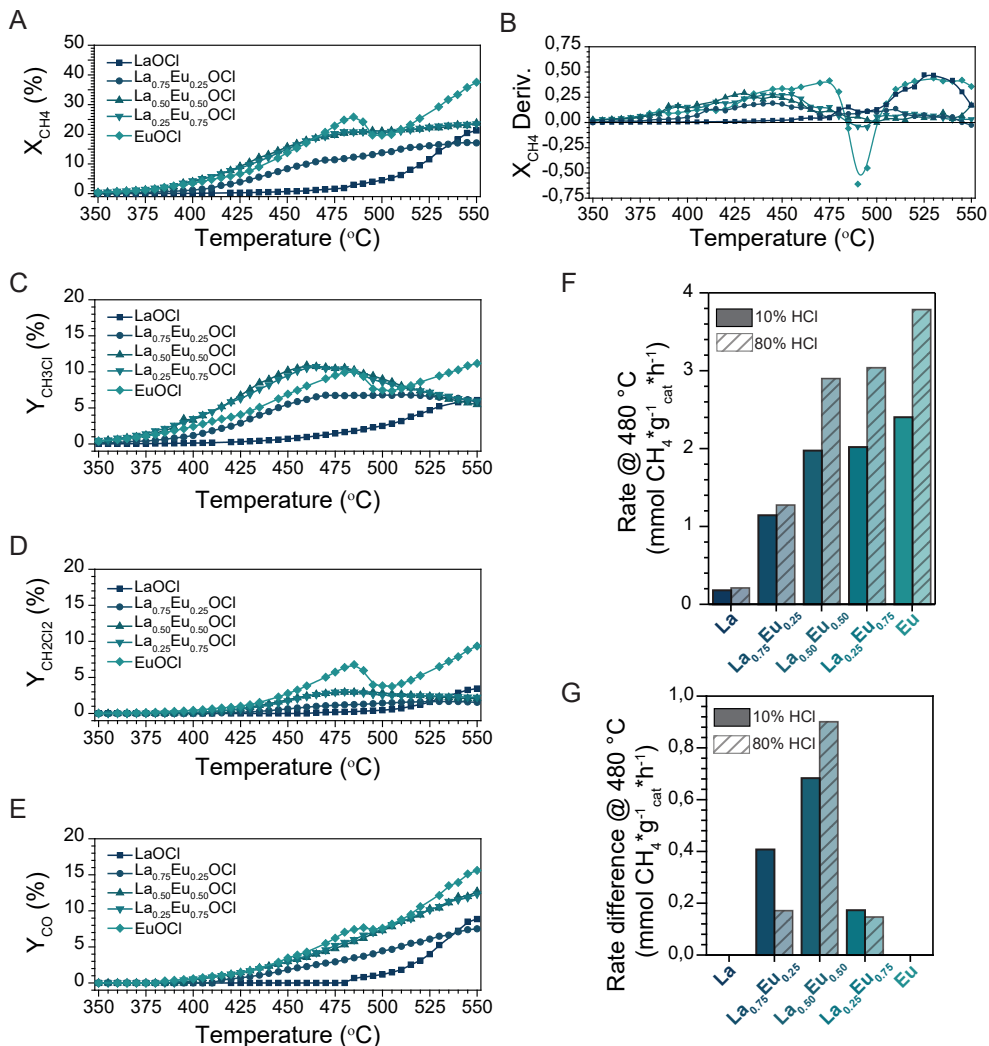 A
X_CH4 (%)
50
40
30
20
10
0
LaOCl
La0.75Eu0.25OCl
La0.50Eu0.50OCl
La0.25Eu0.75OCl
EuOCl
350 375 400 425 450 475 500 525 550
Temperature (°C)
B
X_CH4 Deriv.
0,75
0,50
0,25
0,00
-0,25
-0,50
-0,75
350 375 400 425 450 475 500 525 550
Temperature (°C)
C
Y_CH3Cl (%)
20
15
10
5
0
LaOCl
La0.75Eu0.25OCl
La0.50Eu0.50OCl
La0.25Eu0.75OCl
EuOCl
350 375 400 425 450 475 500 525 550
Temperature (°C)
D
Y_CH2Cl2 (%)
20
15
10
5
0
LaOCl
La0.75Eu0.25OCl
La0.50Eu0.50OCl
La0.25Eu0.75OCl
EuOCl
350 375 400 425 450 475 500 525 550
Temperature (°C)
E
Y_CO (%)
20
15
10
5
0
LaOCl
La0.75Eu0.25OCl
La0.50Eu0.50OCl
La0.25Eu0.75OCl
EuOCl
350 375 400 425 450 475 500 525 550
Temperature (°C)
F
Rate @ 480 °C
(mmol CH4*g-1cat*h-1)
4
3
2
1
0
10% HCl
80% HCl
La
La0.75Eu0.25
La0.50Eu0.50
La0.25Eu0.75
Eu
G
Rate difference @ 480 °C
(mmol CH4*g-1cat*h-1)
1,0
0,8
0,6
0,4
0,2
0,0
10% HCl
80% HCl
La
La0.75Eu0.25
La0.50Eu0.50
La0.25Eu0.75
Eu